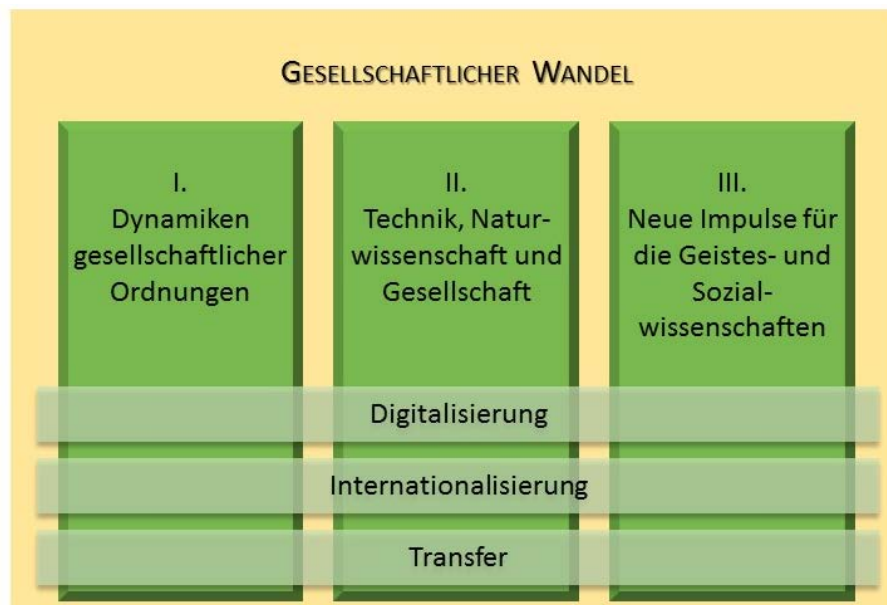 GESELLSCHAFTLICHER WANDEL
I.
Dynamiken
gesellschaftlicher
Ordnungen
II.
Technik, Natur-
wissenschaft und
Gesellschaft
III.
Neue Impulse für
die Geistes- und
Sozial-
wissenschaften
Digitalisierung
Internationalisierung
Transfer